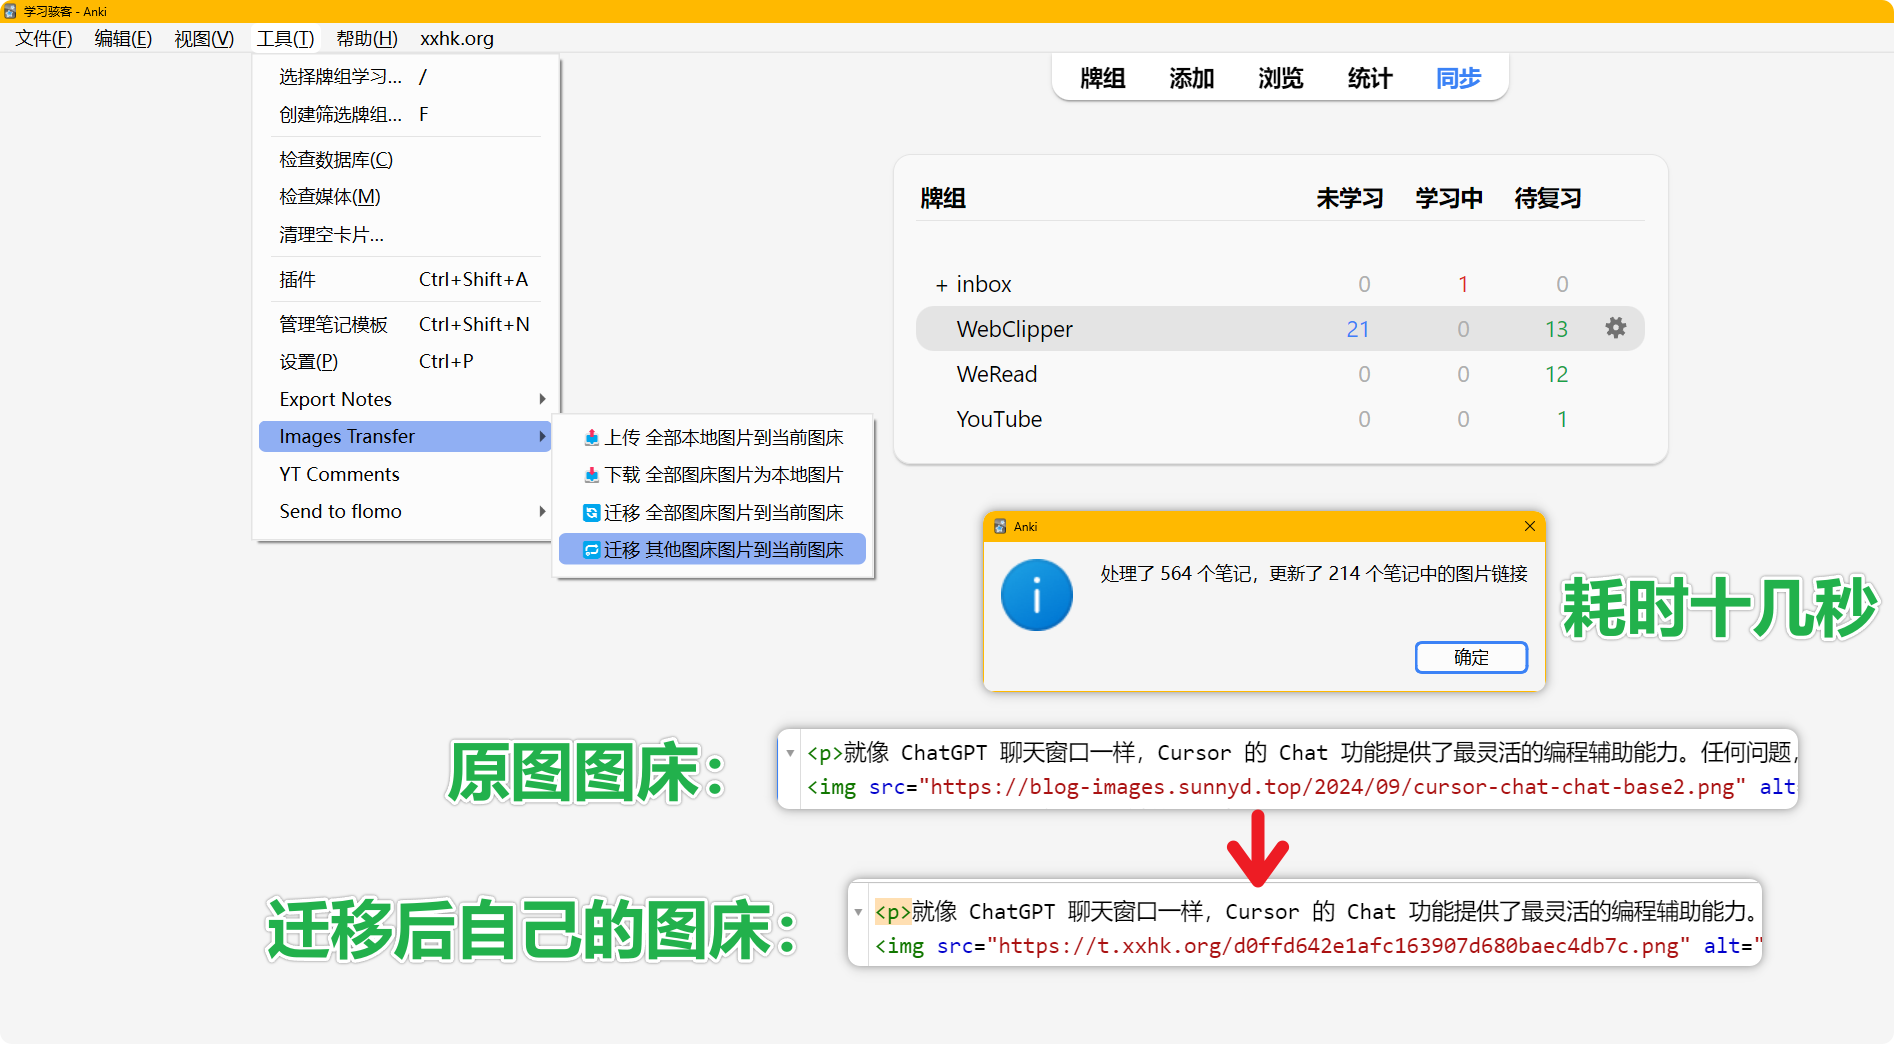 学习骇客 - Anki
文件(F) 编辑(E) 视图(V) 工具(T) 帮助(H) xxhk.org
选择牌组学习... /
创建筛选牌组... F
检查数据库(C)
检查媒体(M)
清理空卡片...
插件 Ctrl+Shift+A
管理笔记模板 Ctrl+Shift+N
设置(P) Ctrl+P
Export Notes
Images Transfer
YT Comments
Send to flomo
上传 全部本地图片到当前图床
下载 全部图床图片为本地图片
迁移 全部图床图片到当前图床
迁移 其他图床图片到当前图床
牌组 添加 浏览 统计 同步
牌组 未学习 学习中 待复习
+ inbox 0 1 0
WebClipper 21 0 13
WeRead 0 0 12
YouTube 0 0 1
Anki
处理了 564 个笔记，更新了 214 个笔记中的图片链接
确定
耗时十几秒
原图图床：
<p>就像 ChatGPT 聊天窗口一样，Cursor 的 Chat 功能提供了最灵活的编程辅助能力。任何问题，
<img src="https://blog-images.sunnyd.top/2024/09/cursor-chat-chat-base2.png" alt
迁移后自己的图床：
<p>就像 ChatGPT 聊天窗口一样，Cursor 的 Chat 功能提供了最灵活的编程辅助能力。
<img src="https://t.xxhk.org/d0ffd642e1afc163907d680baec4db7c.png" alt="